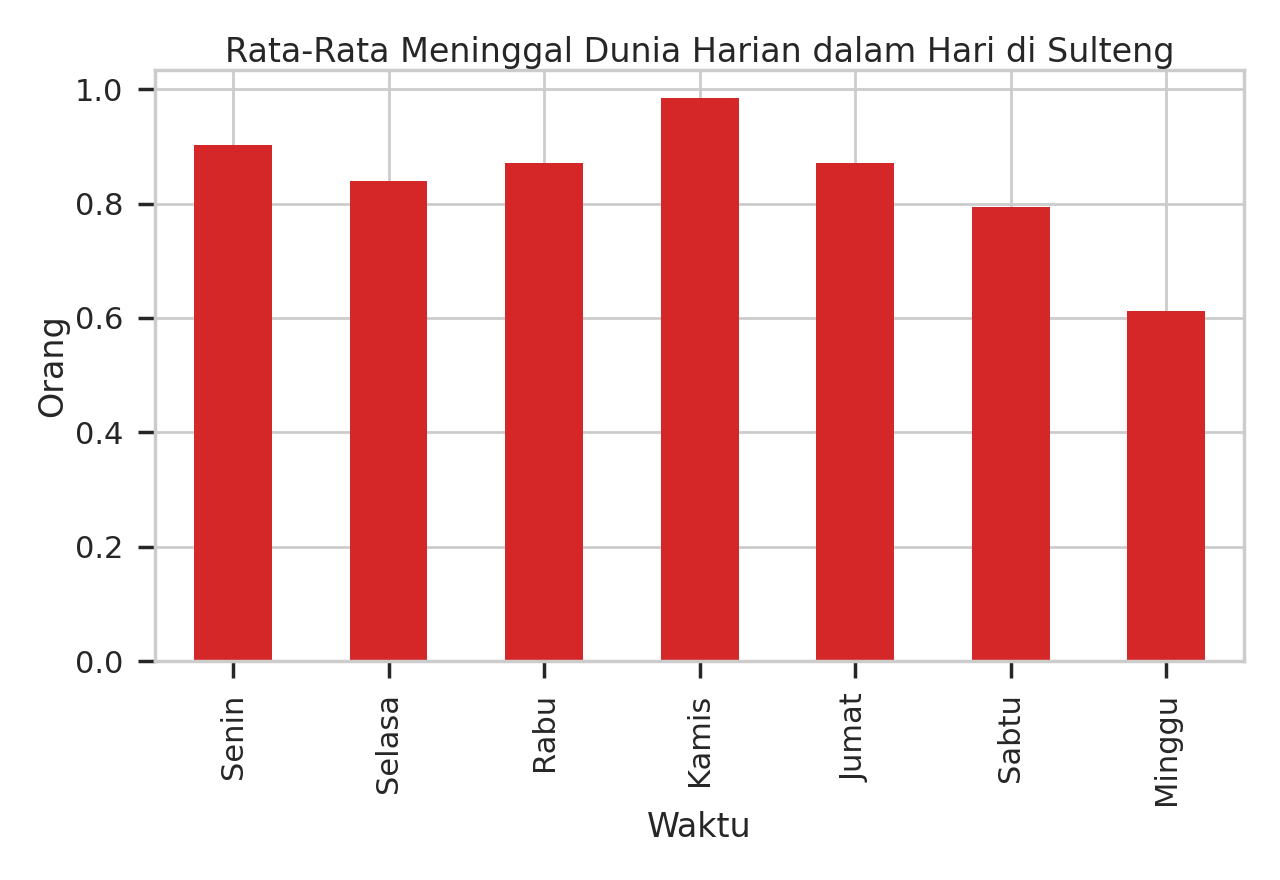 Rata-Rata Meninggal Dunia Harian dalam Hari di Sulteng
1.0
0.8
0.6
0.4
0.2
0.0
Orang
Senin
Selasa
Rabu
Kamis
Jumat
Sabtu
Minggu
Waktu